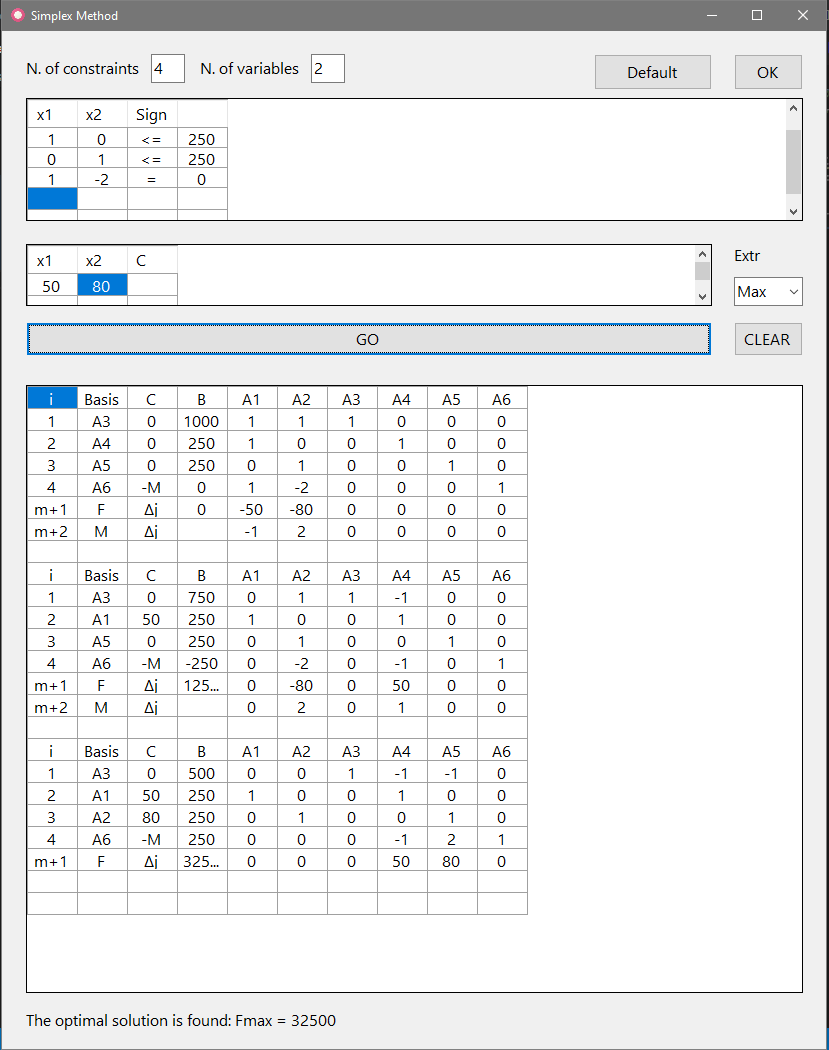 Simplex Method
N. of constraints 4 N. of variables 2 Default OK
x1 x2 Sign
1 0 <= 250
0 1 <= 250
1 -2 = 0
x1 x2 C
50 80
Extr
Max
GO CLEAR
i Basis C B A1 A2 A3 A4 A5 A6
1 A3 0 1000 1 1 1 0 0 0
2 A4 0 250 1 0 0 1 0 0
3 A5 0 250 0 1 0 0 1 0
4 A6 -M 0 1 -2 0 0 0 1
m+1 F Δj 0 -50 -80 0 0 0 0
m+2 M Δj -1 2 0 0 0 0
i Basis C B A1 A2 A3 A4 A5 A6
1 A3 0 750 0 1 1 -1 0 0
2 A1 50 250 1 0 0 1 0 0
3 A5 0 250 0 1 0 0 1 0
4 A6 -M -250 0 -2 0 -1 0 1
m+1 F Δj 125... 0 -80 0 50 0 0
m+2 M Δj 0 2 0 1 0 0
i Basis C B A1 A2 A3 A4 A5 A6
1 A3 0 500 0 0 1 -1 -1 0
2 A1 50 250 1 0 0 1 0 0
3 A2 80 250 0 1 0 0 1 0
4 A6 -M 250 0 0 0 -1 2 1
m+1 F Δj 325... 0 0 0 50 80 0
The optimal solution is found: Fmax = 32500